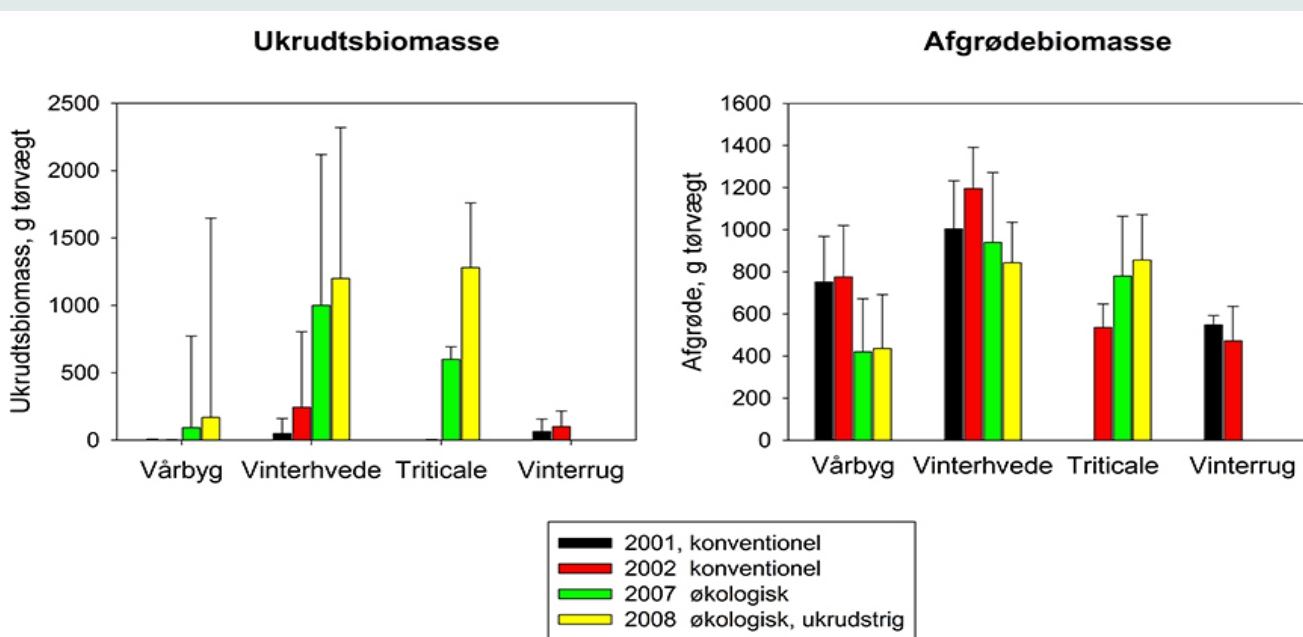 Ukrudtsbiomasse
Ukrudtsbiomass, g tørvægt
2500
2000
1500
1000
500
0
Vårbyg Vinterhvede Triticale Vinterrug
Afgrødebiomasse
Afgrøde, g tørvægt
1600
1400
1200
1000
800
600
400
200
0
Vårbyg Vinterhvede Triticale Vinterrug
2001, konventionel
2002 konventionel
2007 økologisk
2008 økologisk, ukrudstrig